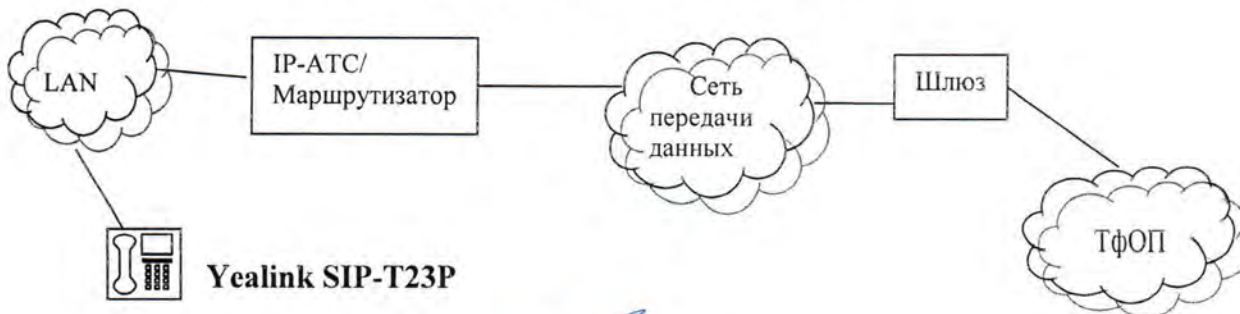 LAN
IP-АТС/
Маршрутизатор
Сеть
передачи
данных
Шлюз
ТфОП
Yealink SIP-T23P